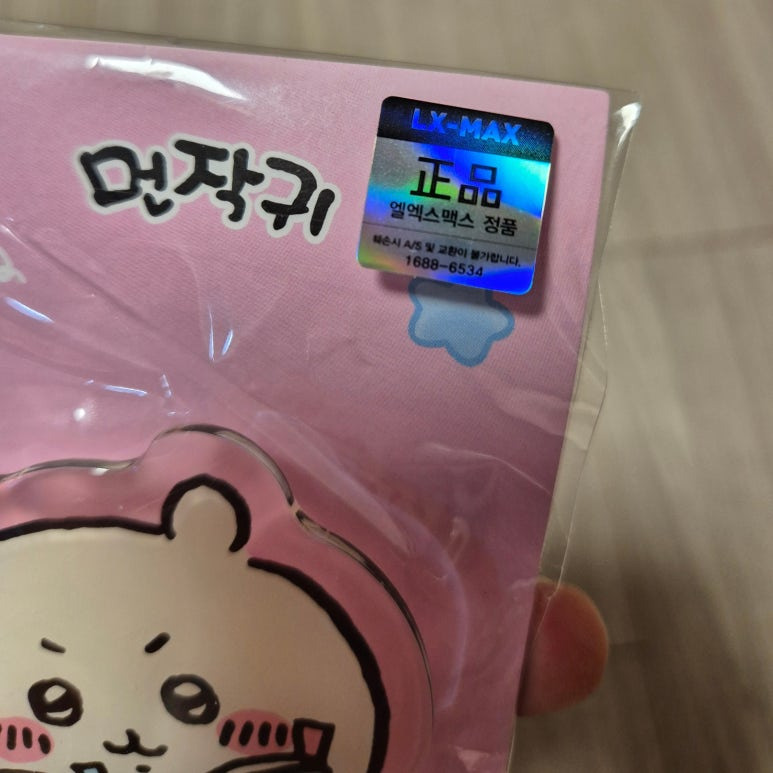 먼작귀
LX-MAX
正品
엘엑스맥스 정품
훼손시 A/S 및 교환이 불가합니다.
1688-6534